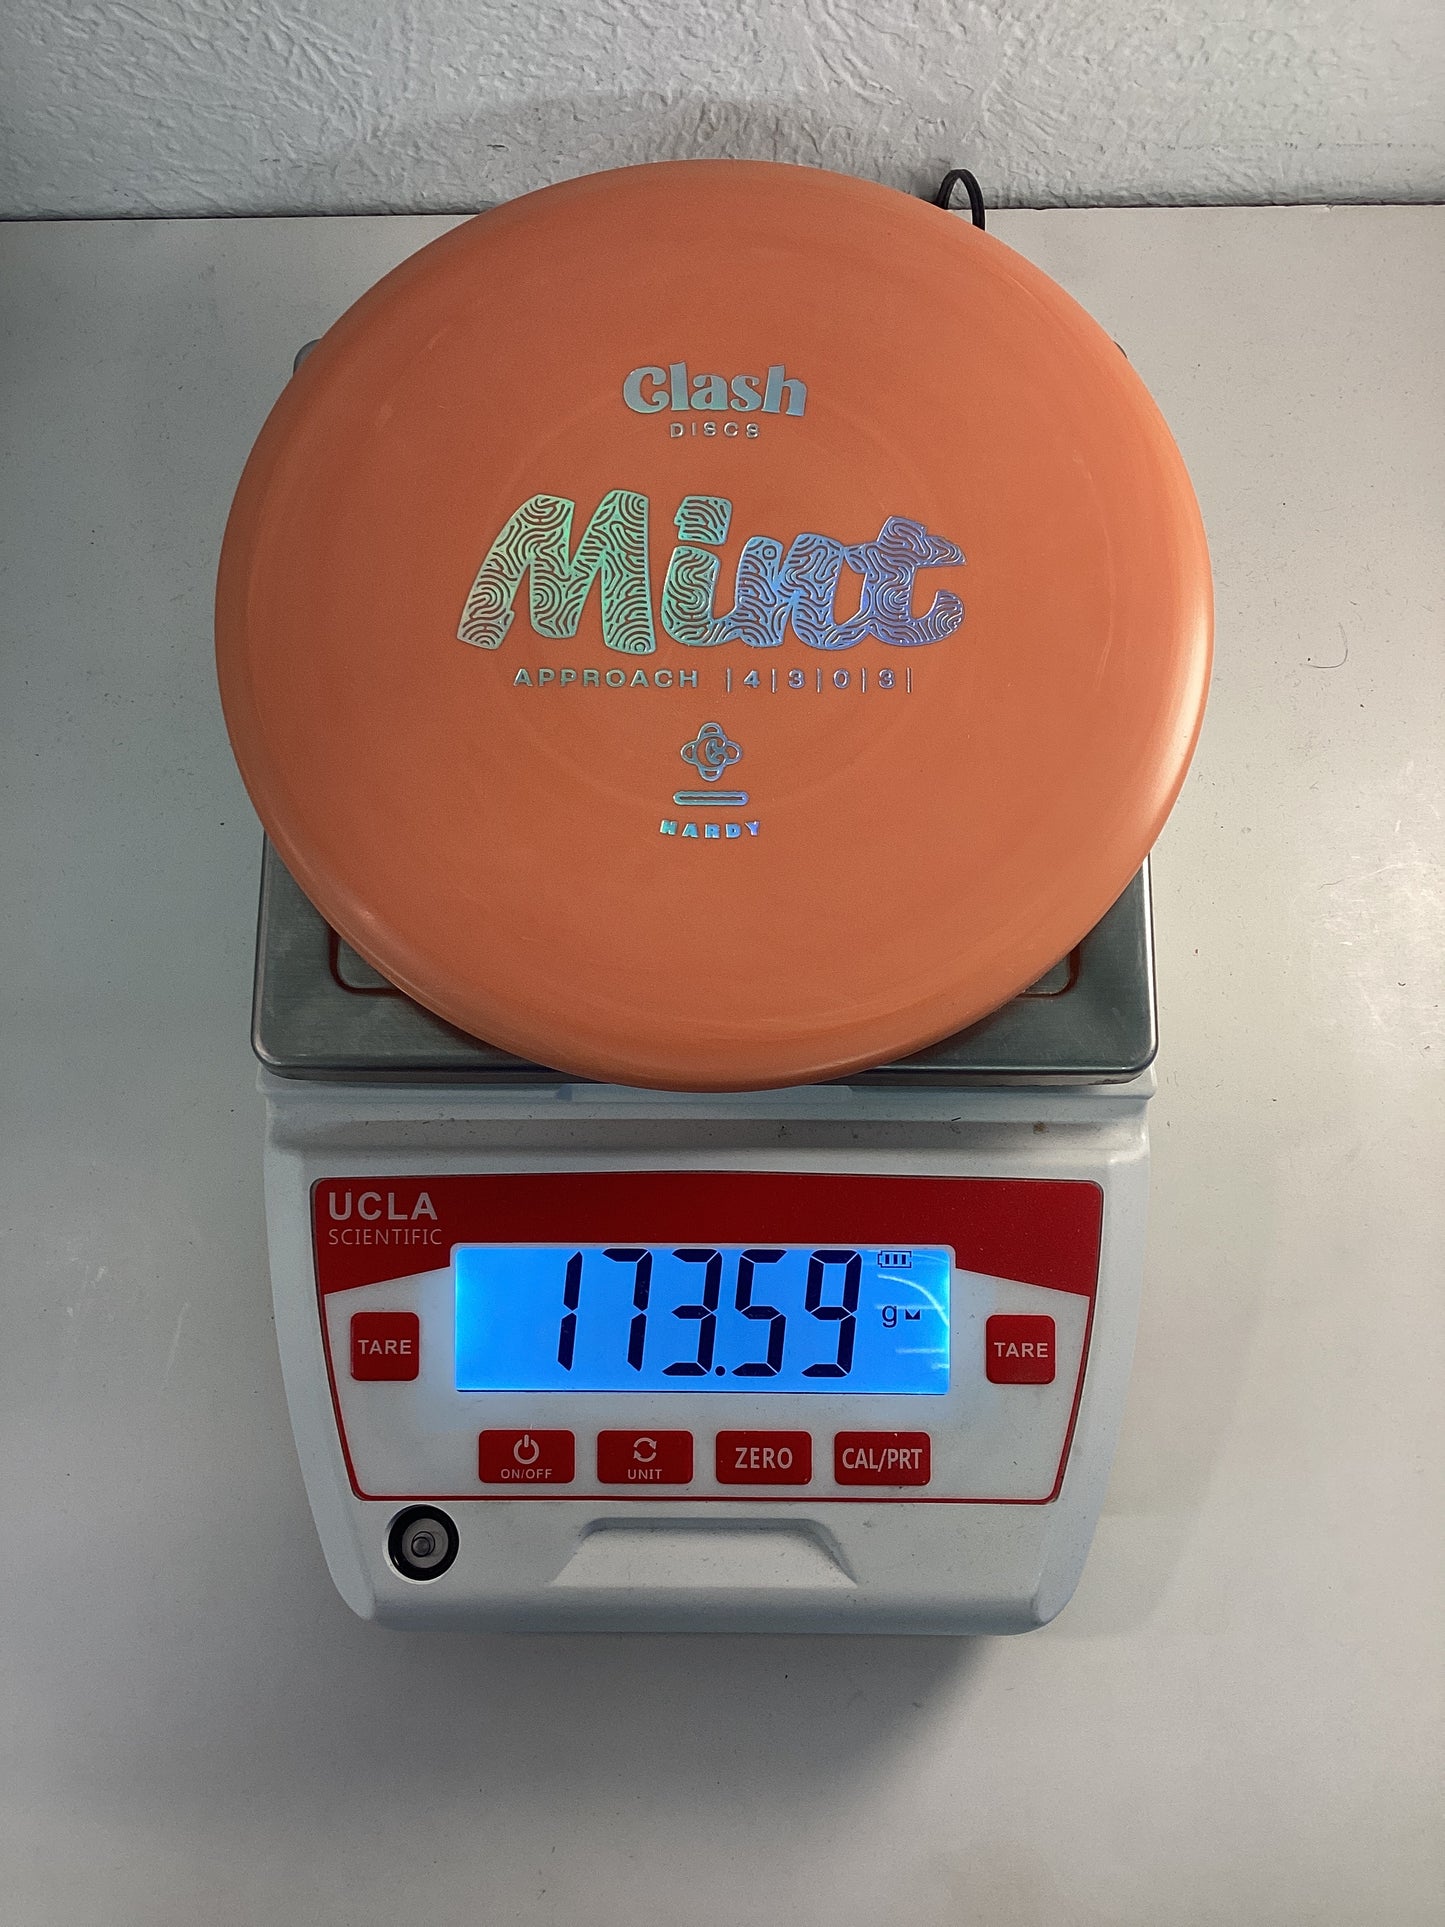 Clash
DISCS
Mint
APPROACH |4|3|0|3|
HARDY
UCLA
SCIENTIFIC
173.59
g
TARE
TARE
ON/OFF
UNIT
ZERO
CAL/PRT